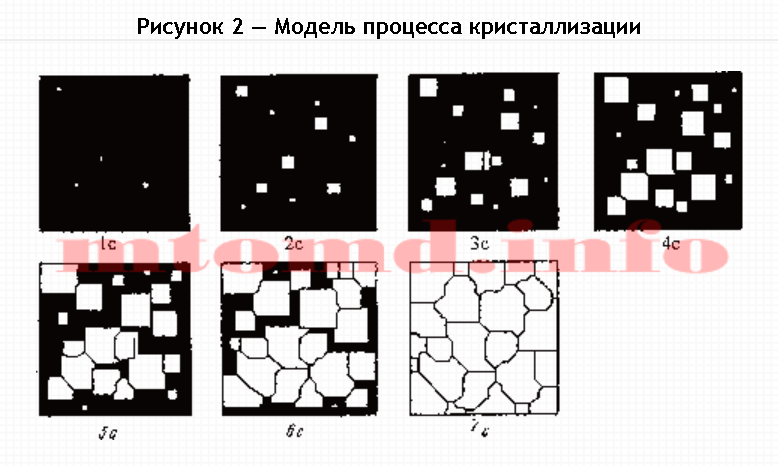 Рисунок 2 — Модель процесса кристаллизации
1с 2с 3с 4с
mtomd.info
5с 6с 7с